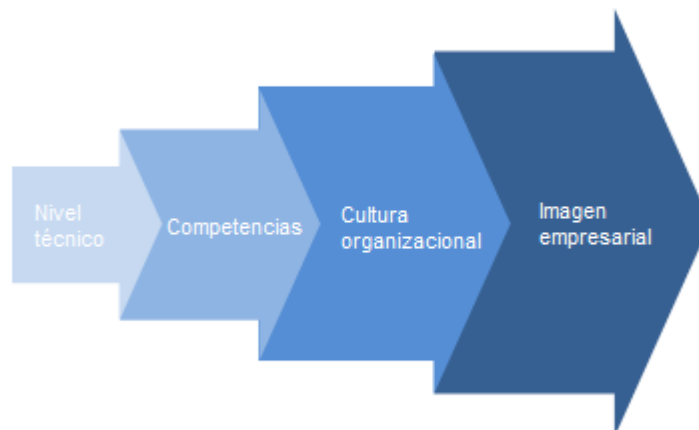 Nivel
técnico
Competencias
Cultura
organizacional
Imagen
empresarial